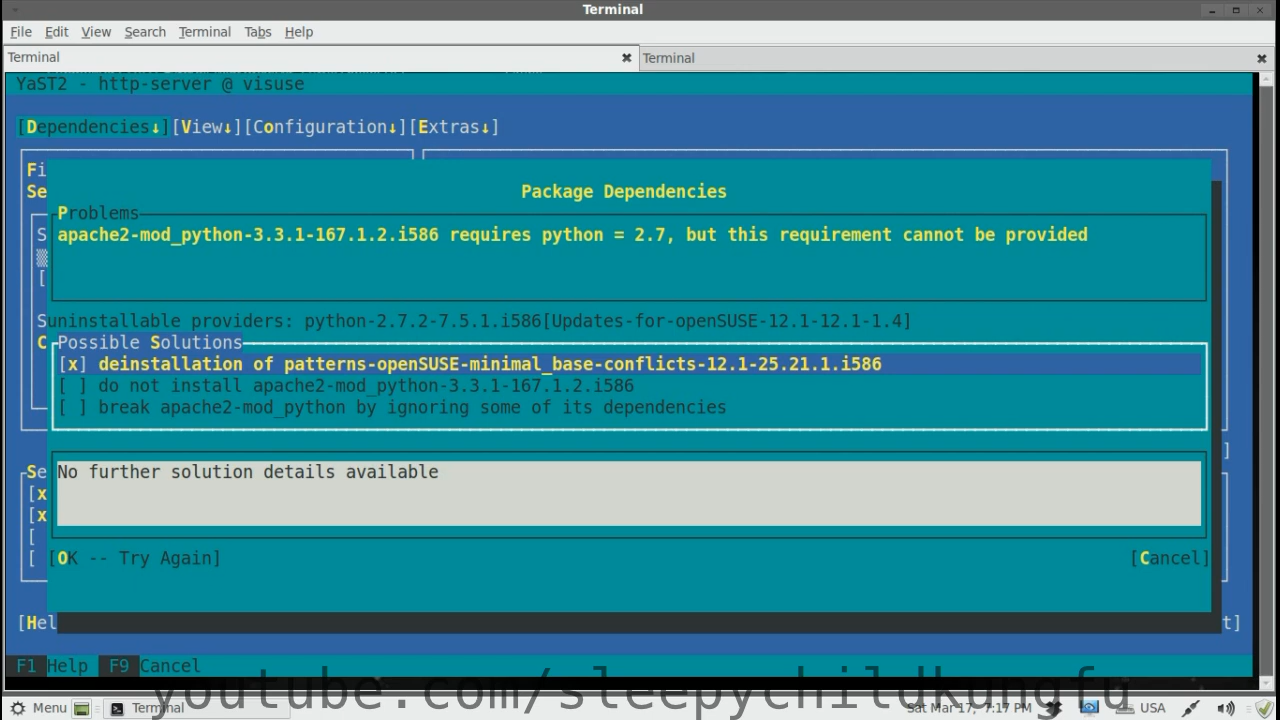 Terminal
File Edit View Search Terminal Tabs Help
Terminal Terminal
YaST2 - http-server @ visuse
[Dependencies↓][View↓][Configuration↓][Extras↓]
Fi
Se
Package Dependencies
Problems
S
apache2-mod_python-3.3.1-167.1.2.i586 requires python = 2.7, but this requirement cannot be provided
[
Suninstallable providers: python-2.7.2-7.5.1.i586[Updates-for-openSUSE-12.1-12.1-1.4]
C Possible Solutions
[x] deinstallation of patterns-openSUSE-minimal_base-conflicts-12.1-25.21.1.i586
[ ] do not install apache2-mod_python-3.3.1-167.1.2.i586
[ ] break apache2-mod_python by ignoring some of its dependencies
]
Se No further solution details available
[x
[x
[
[ [OK -- Try Again] [Cancel]
[Hel t]
F1 Help F9 Cancel
youtube.com/sleepychildkungfu
Menu Terminal Sat Mar 17, 7:17 PM USA